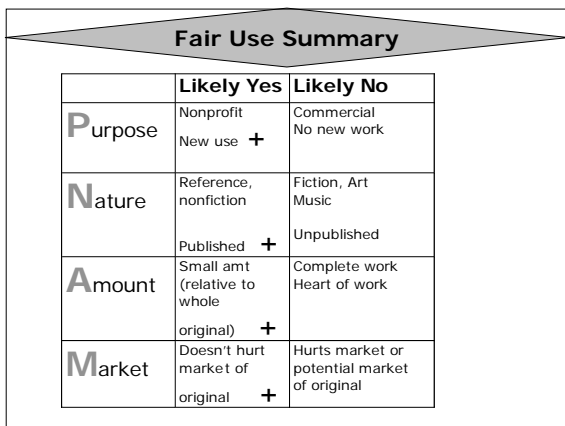 Fair Use Summary
Likely Yes Likely No
Purpose
Nonprofit
New use +
Commercial
No new work
Nature
Reference,
nonfiction
Published +
Fiction, Art
Music
Unpublished
Amount
Small amt
(relative to
whole
original) +
Complete work
Heart of work
Market
Doesn't hurt
market of
original +
Hurts market or
potential market
of original